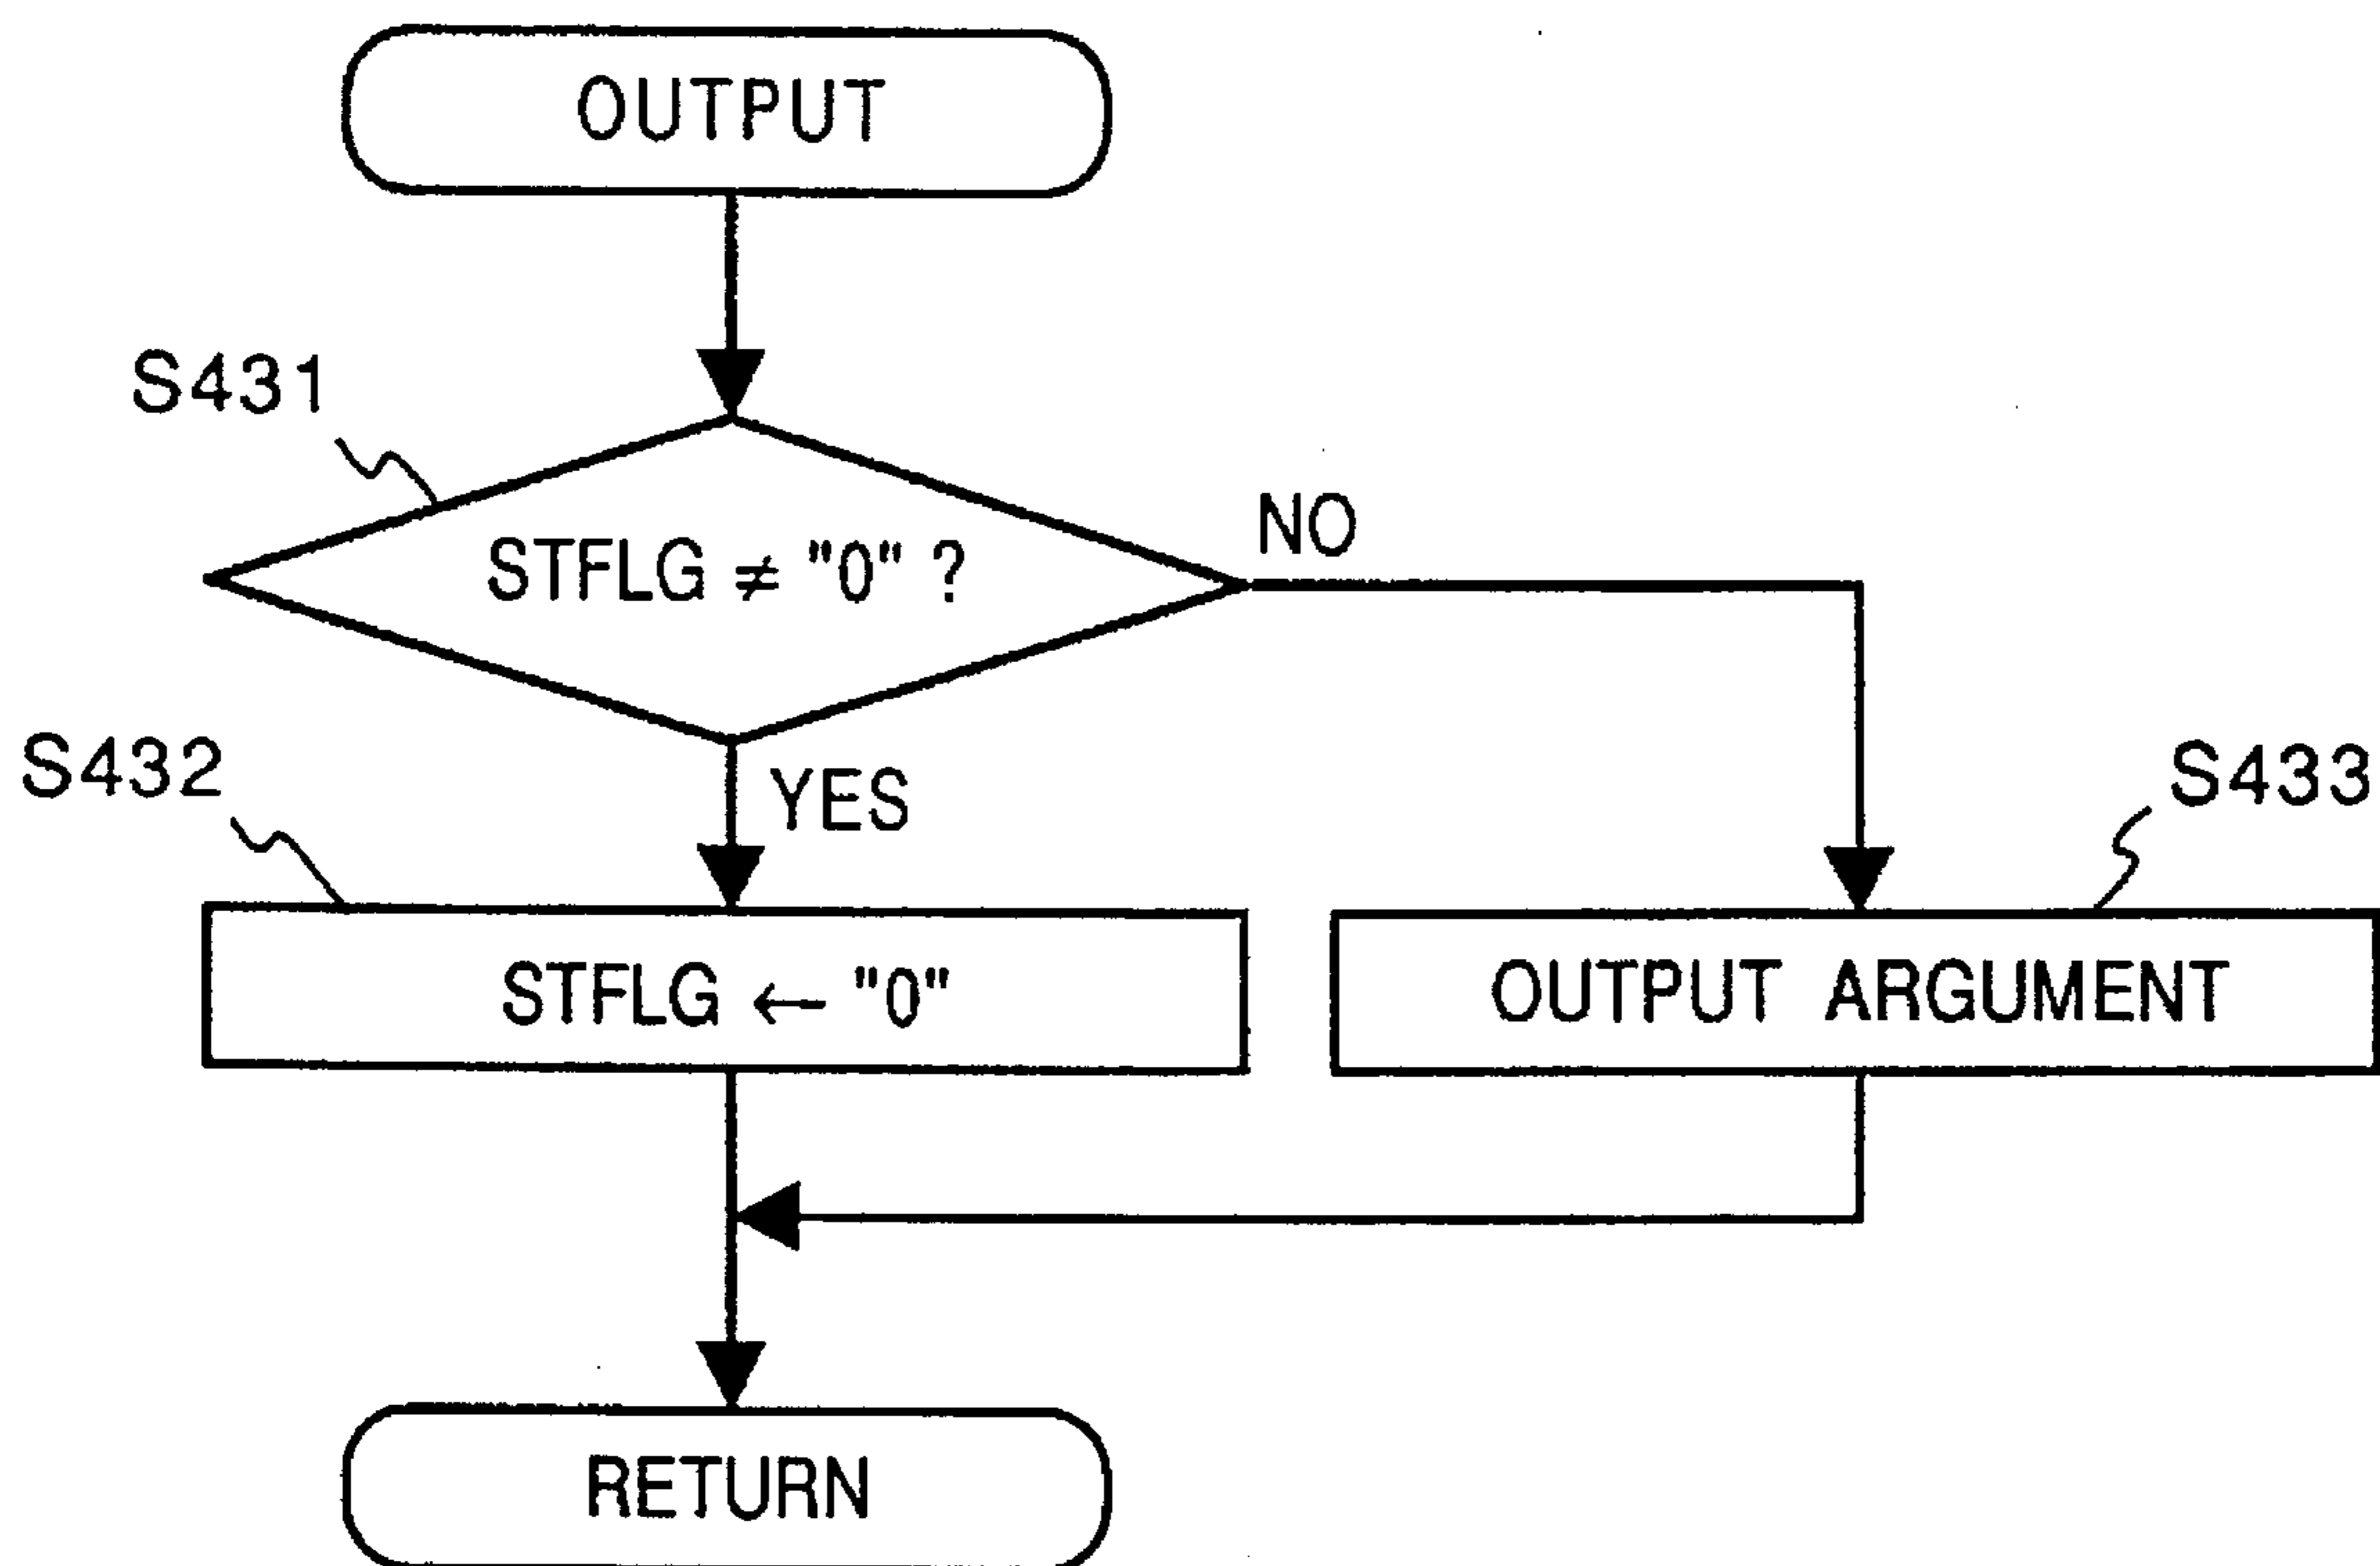 OUTPUT
S431
STFLG ≠ "0" ?
NO
YES
S432
S433
STFLG ← "0"
OUTPUT ARGUMENT
RETURN